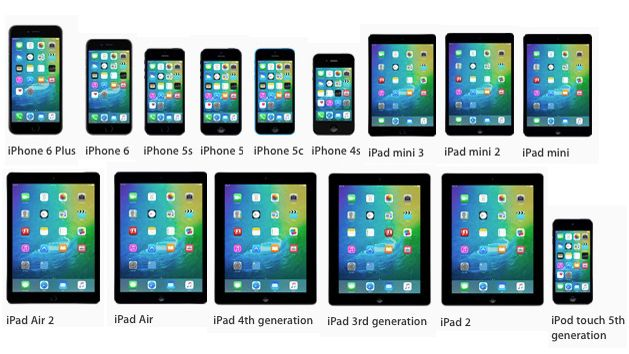 iPhone 6 Plus
iPhone 6
iPhone 5s
iPhone 5
iPhone 5c
iPhone 4s
iPad mini 3
iPad mini 2
iPad mini
iPad Air 2
iPad Air
iPad 4th generation
iPad 3rd generation
iPad 2
iPod touch 5th
generation